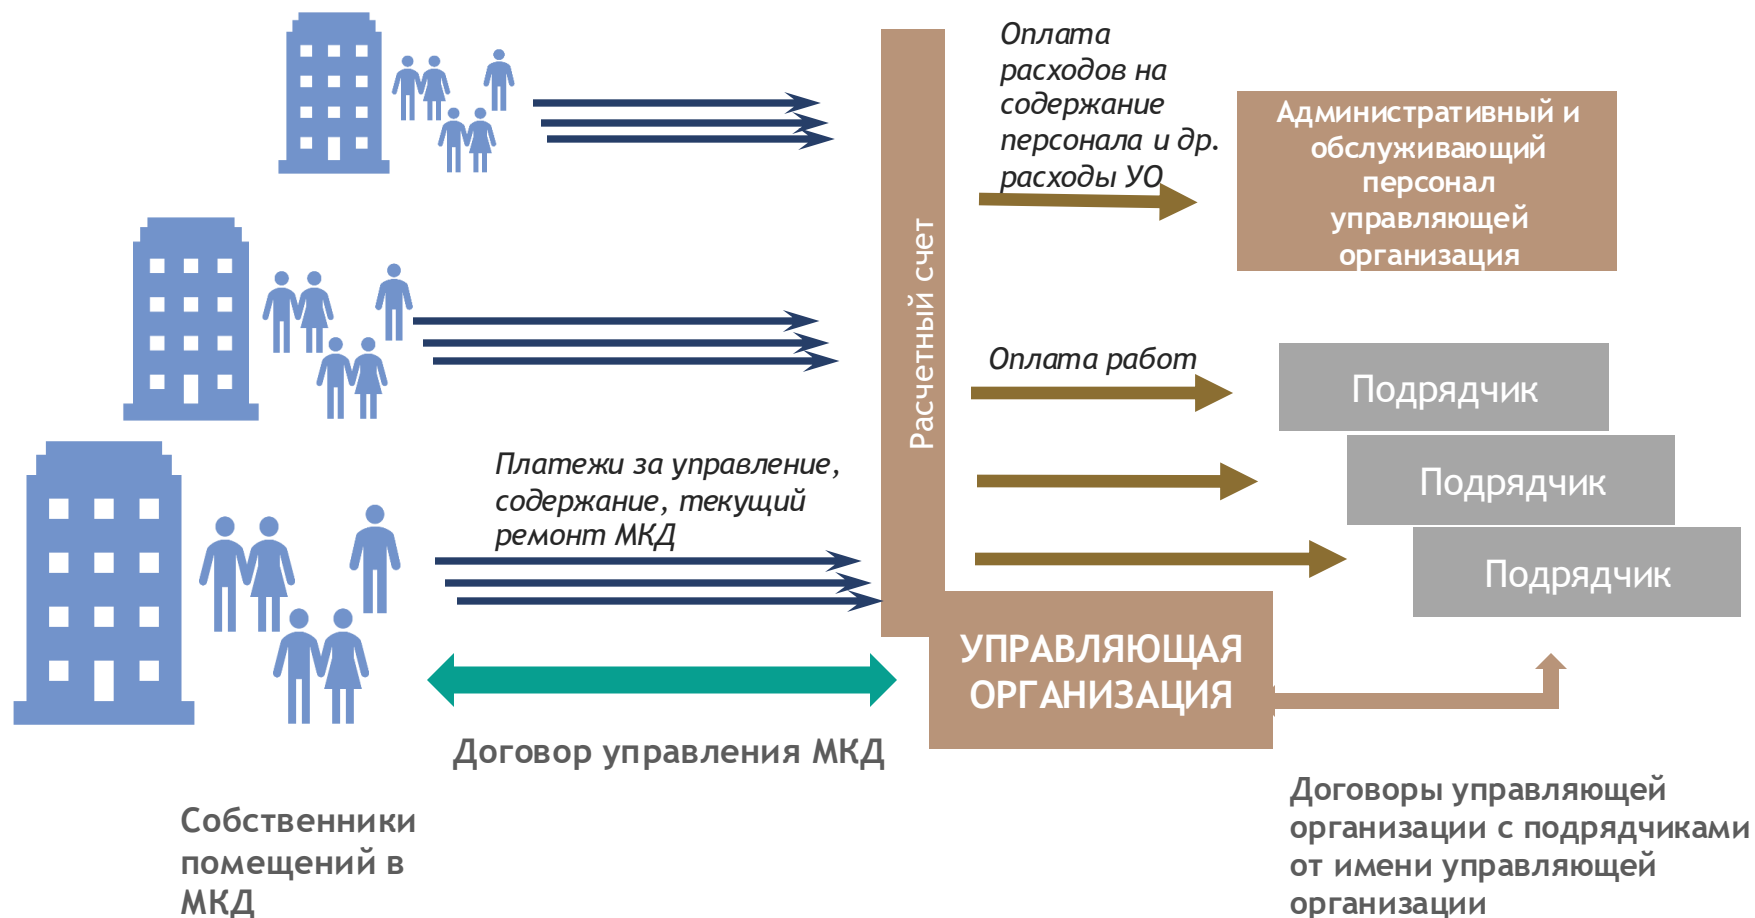 Оплата
расходов на
содержание
персонала и др.
расходы УО
Административный и
обслуживающий
персонал
управляющей
организация
Расчетный счет
Оплата работ
Подрядчик
Подрядчик
Подрядчик
Платежи за управление,
содержание, текущий
ремонт МКД
УПРАВЛЯЮЩАЯ
ОРГАНИЗАЦИЯ
Договор управления МКД
Собственники
помещений в
МКД
Договоры управляющей
организации с подрядчиками
от имени управляющей
организации